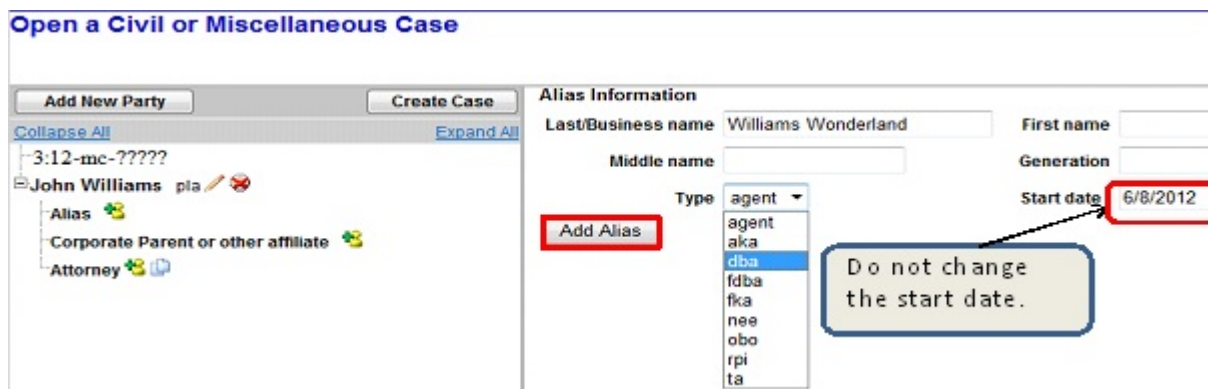 Open a Civil or Miscellaneous Case
Add New Party
Create Case
Collapse All
Expand All
3:12-mc-?????
John Williams pla
Alias
Corporate Parent or other affiliate
Attorney
Alias Information
Last/Business name Williams Wonderland
First name
Middle name
Generation
Type agent
Start date 6/8/2012
Add Alias
agent
aka
dba
fdba
fka
nee
obo
rpi
ta
Do not change
the start date.